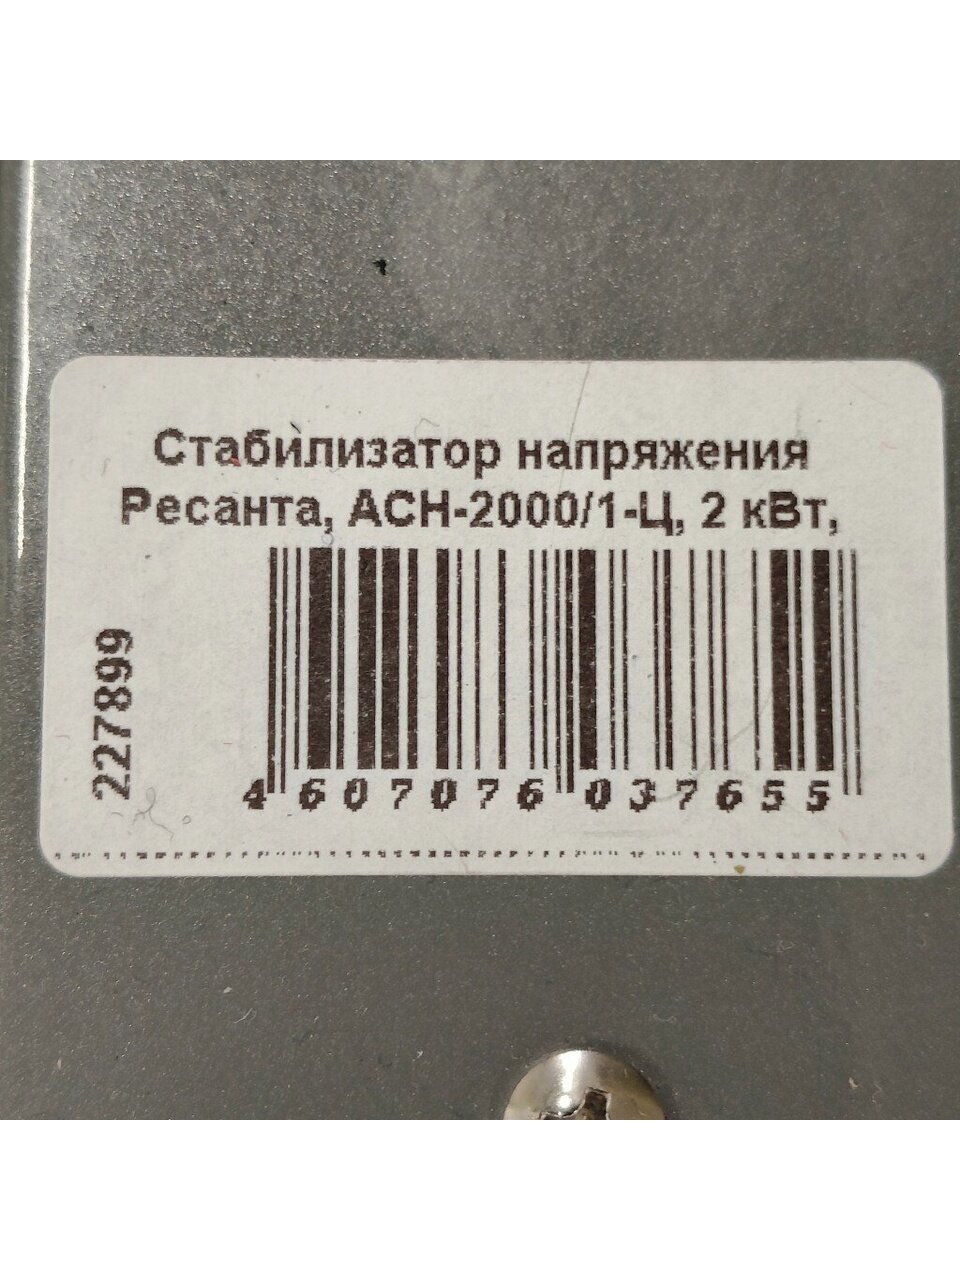 Стабилизатор напряжения
Ресанта, АСН-2000/1-Ц, 2 кВт,
227899
4 607076 037655